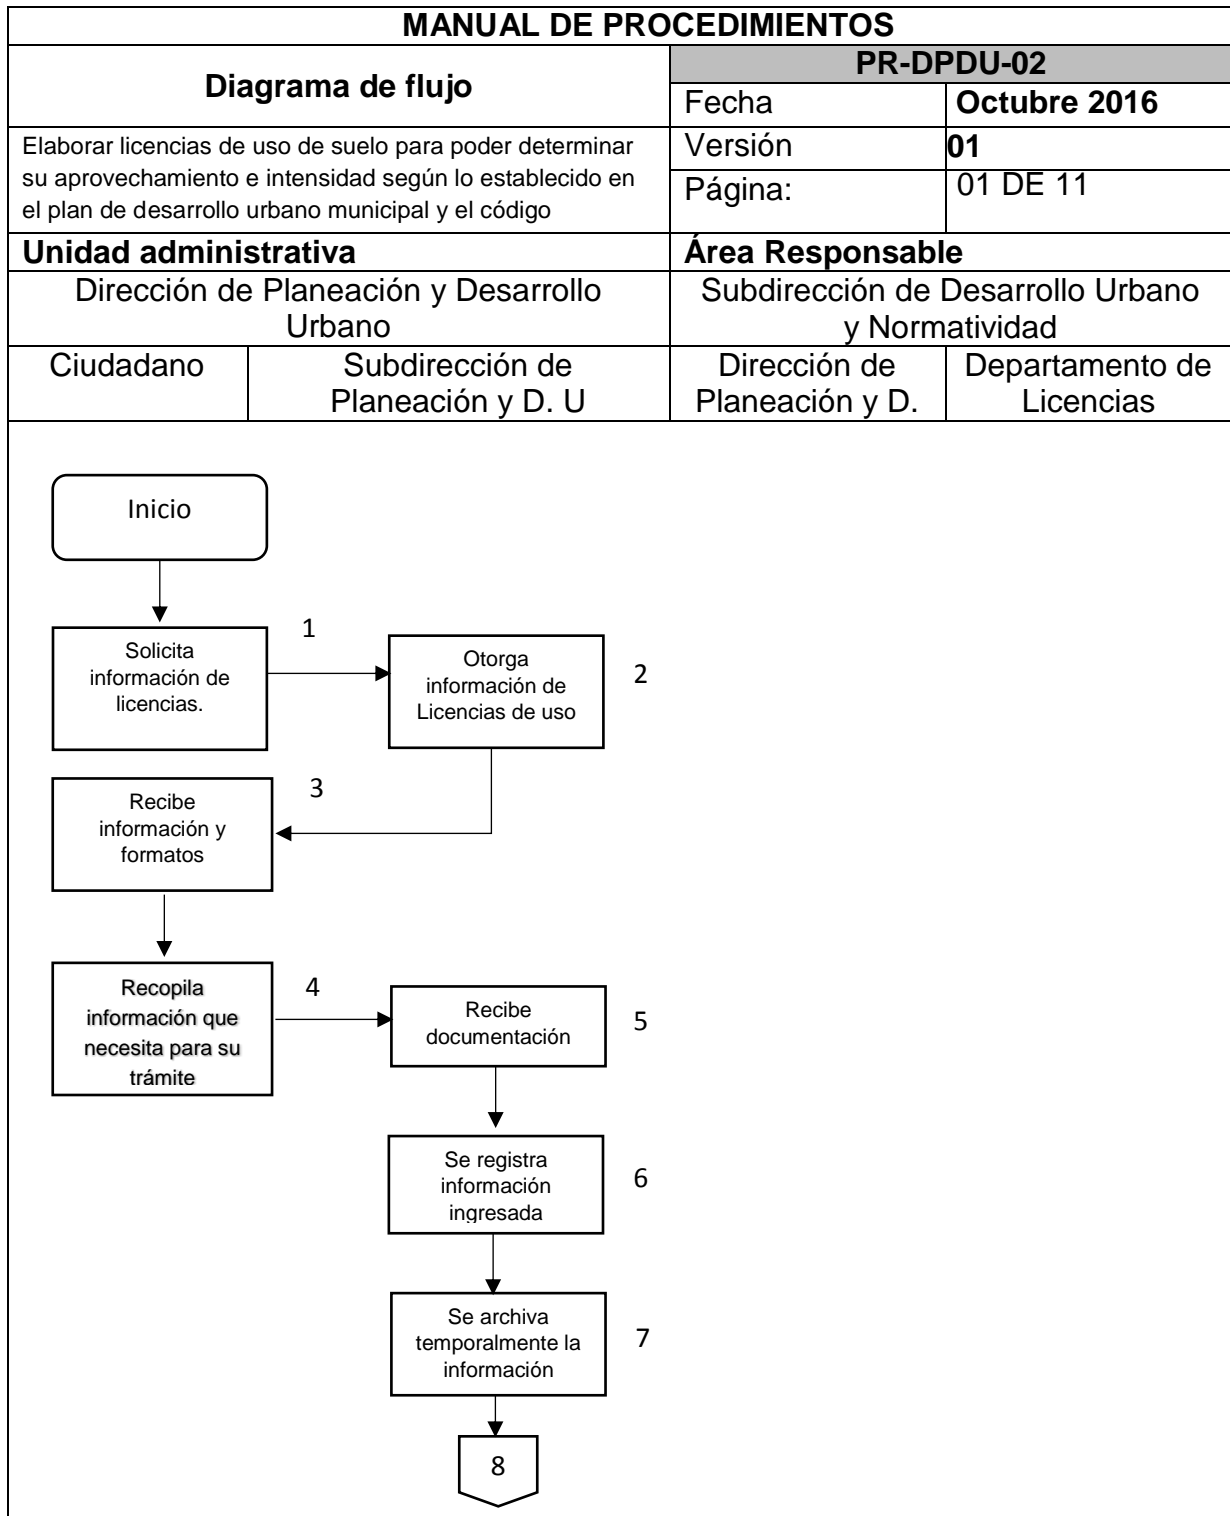 MANUAL DE PROCEDIMIENTOS
Diagrama de flujo
PR-DPDU-02
Fecha
Octubre 2016
Elaborar licencias de uso de suelo para poder determinar
su aprovechamiento e intensidad según lo establecido en
el plan de desarrollo urbano municipal y el código
Versión
01
Página:
01 DE 11
Unidad administrativa
Área Responsable
Dirección de Planeación y Desarrollo
Urbano
Subdirección de Desarrollo Urbano
y Normatividad
Ciudadano
Subdirección de
Planeación y D. U
Dirección de
Planeación y D.
Departamento de
Licencias
Inicio
Solicita
información de
licencias.
1
Otorga
información de
Licencias de uso
2
Recibe
información y
formatos
3
Recopila
información que
necesita para su
trámite
4
Recibe
documentación
5
Se registra
información
ingresada
6
Se archiva
temporalmente la
información
7
8